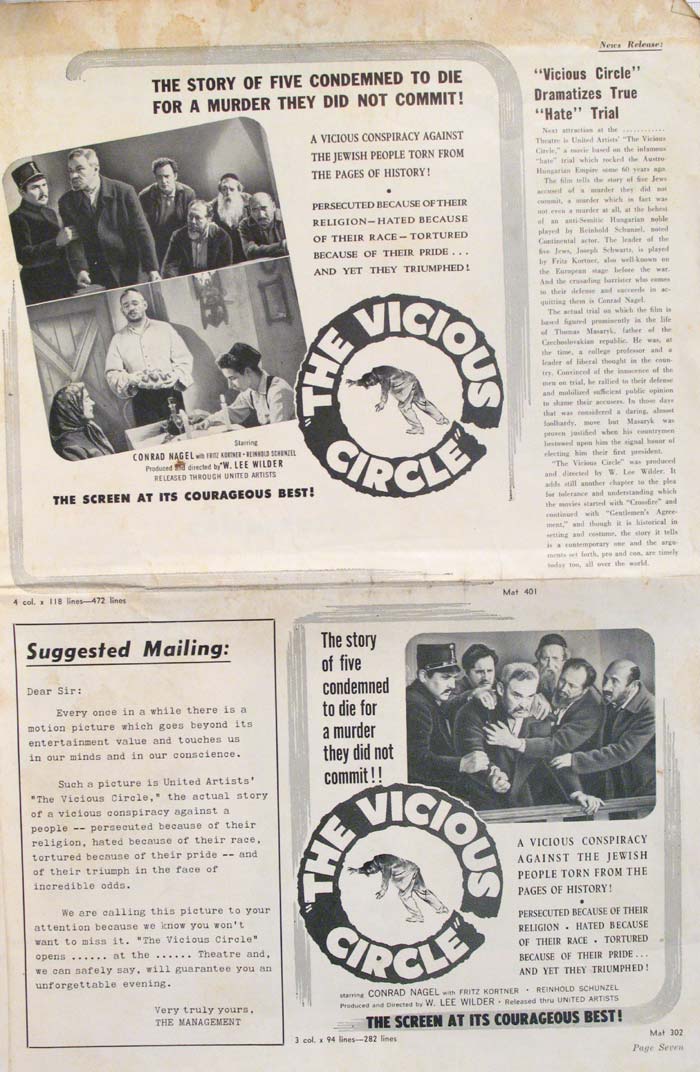 THE STORY OF FIVE CONDEMNED TO DIE
FOR A MURDER THEY DID NOT COMMIT!
A VICIOUS CONSPIRACY AGAINST
THE JEWISH PEOPLE TORN FROM
THE PAGES OF HISTORY!
•
PERSECUTED BECAUSE OF THEIR
RELIGION—HATED BECAUSE
OF THEIR RACE—TORTURED
BECAUSE OF THEIR PRIDE...
AND YET THEY TRIUMPHED!
"THE VICIOUS
CIRCLE"
Starring
CONRAD NAGEL with FRITZ KORTNER • REINHOLD SCHUNZEL
Produced and directed by W. LEE WILDER
RELEASED THROUGH UNITED ARTISTS
THE SCREEN AT ITS COURAGEOUS BEST!
4 col. x 118 lines—472 lines
Mat 401
News Release:
"Vicious Circle"
Dramatizes True
"Hate" Trial
Next attraction at the ............
Theatre is United Artists' "The Vicious
Circle," a movie based on the infamous
"hate" trial which rocked the Austro-
Hungarian Empire some 60 years ago.
The film tells the story of five Jews
accused of a murder they did not
commit, a murder which in fact was
not even a murder at all, at the behest
of an anti-Semitic Hungarian noble
played by Reinhold Schunzel, noted
Continental actor. The leader of the
five Jews, Joseph Schwartz, is played
by Fritz Kortner, also well-known on
the European stage before the war.
And the crusading barrister who comes
to their defense and succeeds in ac-
quitting them is Conrad Nagel.
The actual trial on which the film is
based figured prominently in the life
of Thomas Masaryk, father of the
Czechoslovakian republic. He was, at
the time, a college professor and a
leader of liberal thought in the coun-
try. Convinced of the innocence of the
men on trial, he rallied to their defense
and mobilized sufficient public opinion
to shame their accusers. In those days
that was considered a daring, almost
foolhardy, move but Masaryk was
proven justified when his countrymen
bestowed upon him the signal honor of
electing him their first president.
"The Vicious Circle" was produced
and directed by W. Lee Wilder. It
adds still another chapter to the plea
for tolerance and understanding which
the movies started with "Crossfire" and
continued with "Gentlemen's Agree-
ment," and though it is historical in
setting and costume, the story it tells
is a contemporary one and the argu-
ments set forth, pro and con, are timely
today too, all over the world.
Suggested Mailing:
Dear Sir:
Every once in a while there is a
motion picture which goes beyond its
entertainment value and touches us
in our minds and in our conscience.
Such a picture is United Artists'
"The Vicious Circle," the actual story
of a vicious conspiracy against a
people -- persecuted because of their
religion, hated because of their race,
tortured because of their pride -- and
of their triumph in the face of
incredible odds.
We are calling this picture to your
attention because we know you won't
want to miss it. "The Vicious Circle"
opens ...... at the ...... Theatre and,
we can safely say, will guarantee you an
unforgettable evening.
Very truly yours,
THE MANAGEMENT
The story
of five
condemned
to die for
a murder
they did not
commit!!
"THE VICIOUS
CIRCLE"
A VICIOUS CONSPIRACY
AGAINST THE JEWISH
PEOPLE TORN FROM THE
PAGES OF HISTORY!
•
PERSECUTED BECAUSE OF THEIR
RELIGION • HATED BECAUSE
OF THEIR RACE • TORTURED
BECAUSE OF THEIR PRIDE...
AND YET THEY TRIUMPHED!
starring CONRAD NAGEL with FRITZ KORTNER • REINHOLD SCHUNZEL
Produced and Directed by W. LEE WILDER • Released thru UNITED ARTISTS
THE SCREEN AT ITS COURAGEOUS BEST!
3 col. x 94 lines—282 lines
Mat 302
Page Seven